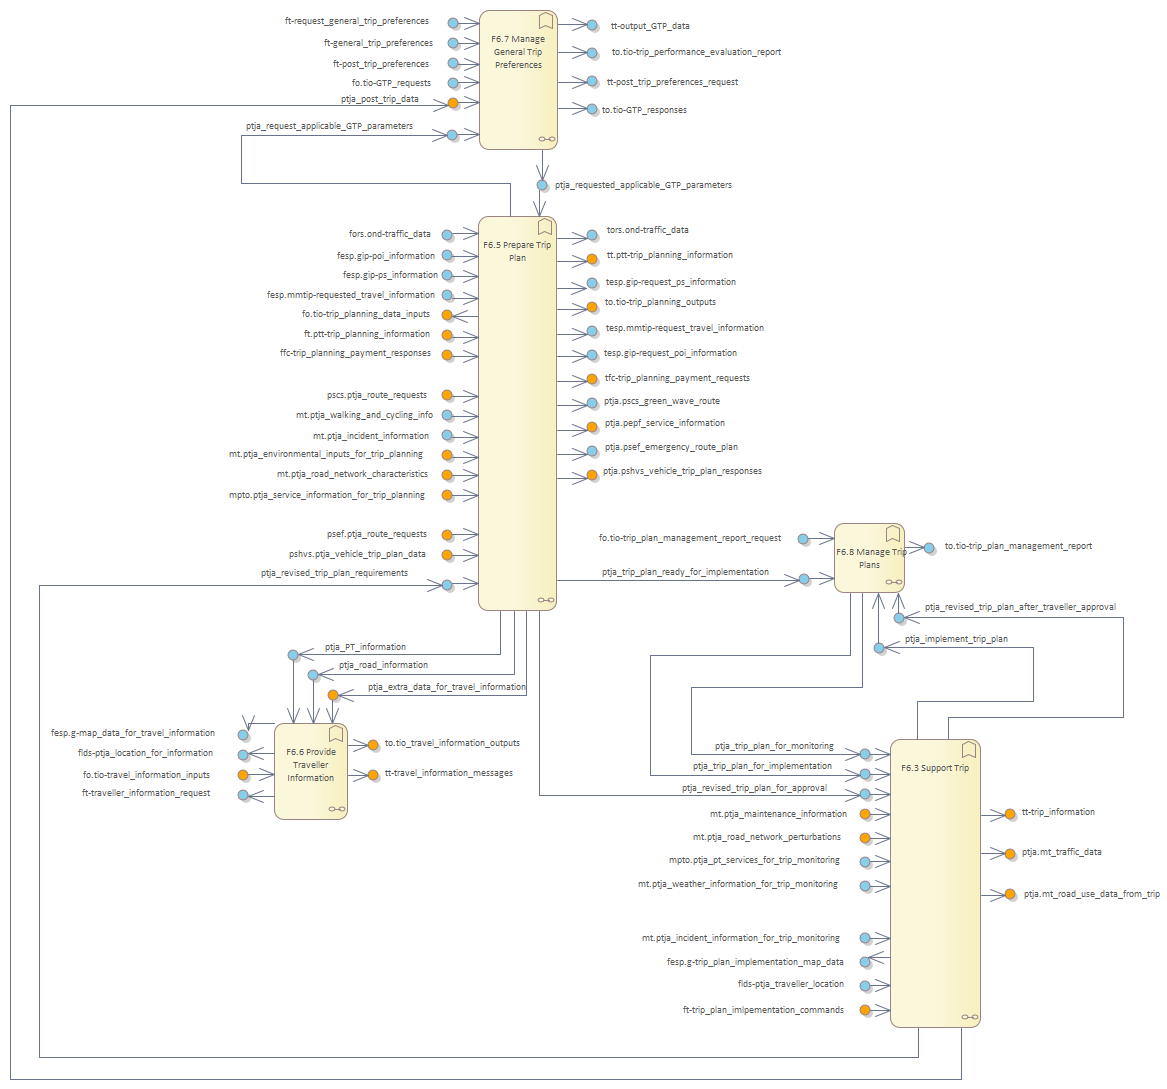 ft-request_general_trip_preferences
ft-general_trip_preferences
ft-post_trip_preferences
fo.tio-GTP_requests
ptja_post_trip_data
ptja_request_applicable_GTP_parameters
F6.7 Manage
General Trip
Preferences
tt-output_GTP_data
to.tio-trip_performance_evaluation_report
tt-post_trip_preferences_request
to.tio-GTP_responses
ptja_requested_applicable_GTP_parameters
fors.ond-traffic_data
fesp.gip-poi_information
fesp.gip-ps_information
fesp.mmtip-requested_travel_information
fo.tio-trip_planning_data_inputs
ft.ptt-trip_planning_information
ffc-trip_planning_payment_responses
pscs.ptja_route_requests
mt.ptja_walking_and_cycling_info
mt.ptja_incident_information
mt.ptja_environmental_inputs_for_trip_planning
mt.ptja_road_network_characteristics
mpto.ptja_service_information_for_trip_planning
psef.ptja_route_requests
pshvs.ptja_vehicle_trip_plan_data
ptja_revised_trip_plan_requirements
F6.5 Prepare Trip
Plan
tors.ond-traffic_data
tt.ptt-trip_planning_information
tesp.gip-request_ps_information
to.tio-trip_planning_outputs
tesp.mmtip-request_travel_information
tesp.gip-request_poi_information
tfc-trip_planning_payment_requests
ptja.pscs_green_wave_route
ptja.pepf_service_information
ptja.psef_emergency_route_plan
ptja.pshvs_vehicle_trip_plan_responses
fo.tio-trip_plan_management_report_request
ptja_trip_plan_ready_for_implementation
F6.8 Manage Trip
Plans
to.tio-trip_plan_management_report
ptja_revised_trip_plan_after_traveller_approval
ptja_implement_trip_plan
ptja_PT_information
ptja_road_information
ptja_extra_data_for_travel_information
fesp.g-map_data_for_travel_information
flds-ptja_location_for_information
fo.tio-travel_information_inputs
ft-traveller_information_request
F6.6 Provide
Traveller
Information
to.tio_travel_information_outputs
tt-travel_information_messages
ptja_trip_plan_for_monitoring
ptja_trip_plan_for_implementation
ptja_revised_trip_plan_for_approval
mt.ptja_maintenance_information
mt.ptja_road_network_perturbations
mpto.ptja_pt_services_for_trip_monitoring
mt.ptja_weather_information_for_trip_monitoring
mt.ptja_incident_information_for_trip_monitoring
fesp.g-trip_plan_implementation_map_data
flds-ptja_traveller_location
ft-trip_plan_imlpementation_commands
F6.3 Support Trip
tt-trip_information
ptja.mt_traffic_data
ptja.mt_road_use_data_from_trip